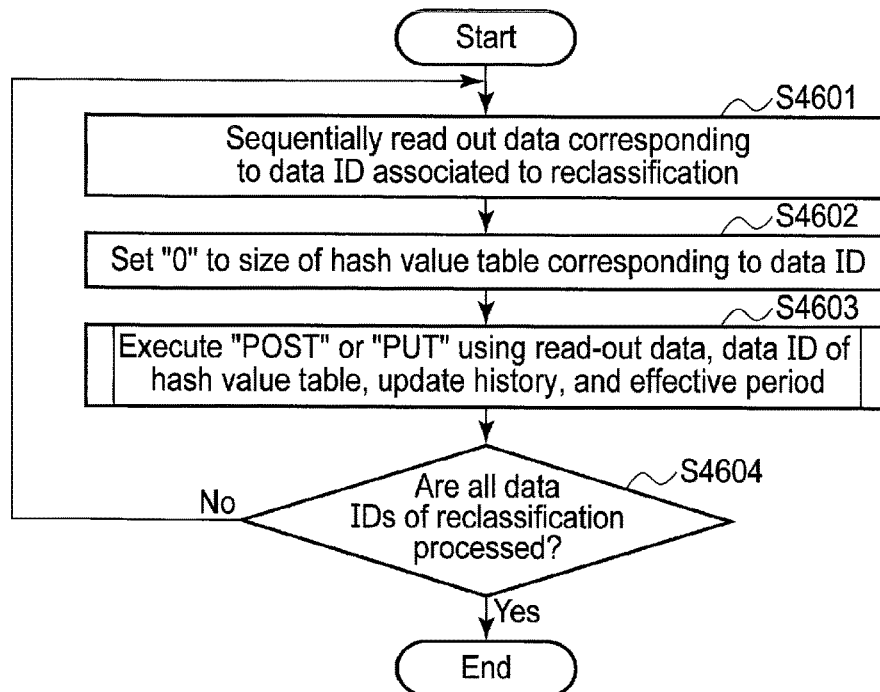 Start
S4601
Sequentially read out data corresponding
to data ID associated to reclassification
S4602
Set "0" to size of hash value table corresponding to data ID
S4603
Execute "POST" or "PUT" using read-out data, data ID of
hash value table, update history, and effective period
S4604
Are all data
IDs of reclassification
processed?
No
Yes
End